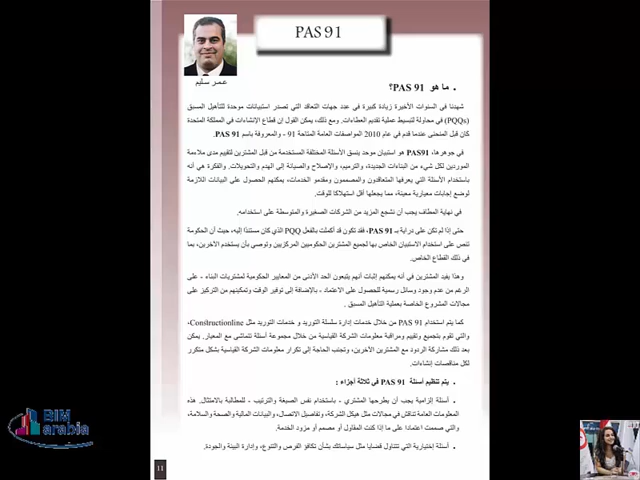 PAS 91
عمر سليم
• ما هو PAS 91؟
شهدنا في السنوات الأخيرة زيادة كبيرة في عدد جهات التعاقد التي تصدر استبيانات موحدة للتأهيل المسبق
(PQQs) في محاولة لتبسيط عملية تقديم العطاءات. ومع ذلك، يمكن القول إن قطاع الإنشاءات في المملكة المتحدة
كان قبل المنحنى عندما قدم في عام 2010 المواصفات العامة المتاحة 91 - والمعروفة باسم PAS 91.
في جوهرها، PAS91 هو استبيان موحد ينسق الأسئلة المختلفة المستخدمة من قبل المشترين لتقييم مدى ملاءمة
الموردين لكل شيء من البناءات الجديدة، والترميم، والإصلاح والصيانة إلى الهدم والتحويلات. والفكرة هي أنه
باستخدام الأسئلة التي يعرفها المتعاقدون والمصممون ومقدمو الخدمات، يمكنهم الحصول على البيانات اللازمة
لوضع إجابات معيارية معينة، مما يجعلها أقل استهلاكا للوقت.
في نهاية المطاف يجب أن تشجع المزيد من الشركات الصغيرة والمتوسطة على استخدامه.
حتى إذا لم تكن على دراية بـ PAS 91، فقد تكون قد أكملت بالفعل PQQ الذي كان مستندًا إليه، حيث أن الحكومة
تنص على استخدام الاستبيان الخاص بها لجميع المشترين الحكوميين المركزيين وتوصي بأن يستخدم الآخرين، بما
في ذلك القطاع الخاص.
وهذا يفيد المشترين في أنه يمكنهم إثبات أنهم يتبعون الحد الأدنى من المعايير الحكومية لمشتريات البناء - على
الرغم من عدم وجود وسائل رسمية للحصول على الاعتماد - بالإضافة إلى توفير الوقت وتمكينهم من التركيز على
مجالات المشروع الخاصة بعملية التأهيل المسبق .
كما يتم استخدام PAS 91 من خلال خدمات إدارة سلسلة التوريد و خدمات التوريد مثل Constructionline،
والتي تقوم بتجميع وتقييم ومراقبة معلومات الشركة القياسية من خلال مجموعة أسئلة تتماشى مع المعيار. يمكن
بعد ذلك مشاركة الردود مع المشترين الآخرين، وتجنب الحاجة إلى تكرار معلومات الشركة القياسية بشكل متكرر
لكل مناقصات إنشاءات.
• يتم تنظيم أسئلة PAS 91 في ثلاثة أجزاء :
• أسئلة إلزامية يجب أن يطرحها المشتري - باستخدام نفس الصيغة والترتيب - للمطالبة بالامتثال. هذه
المعلومات العامة تناقش في مجالات مثل هيكل الشركة، وتفاصيل الاتصال، والبيانات المالية والصحة والسلامة،
والتي صممت اعتمادا على ما إذا كنت المقاول أو مصمم أو مزود الخدمة.
• أسئلة إختيارية التي تتناول قضايا مثل سياساتك بشأن تكافؤ الفرص والتنوع، وإدارة البيئة والجودة.
11
BIM
arabia